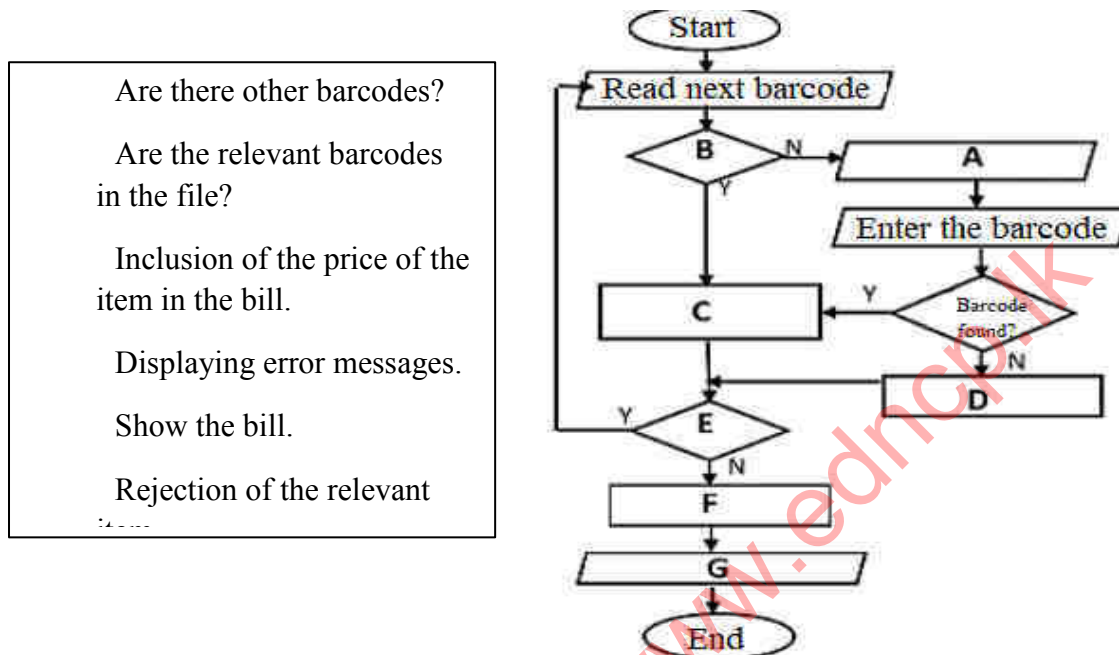 Are there other barcodes?
Are the relevant barcodes
in the file?
Inclusion of the price of the
item in the bill.
Displaying error messages.
Show the bill.
Rejection of the relevant
Start
Read next barcode
B
N
A
Y
Enter the barcode
C
Y
Barcode
found?
N
D
Y
E
N
F
G
End
www.edncp.lk